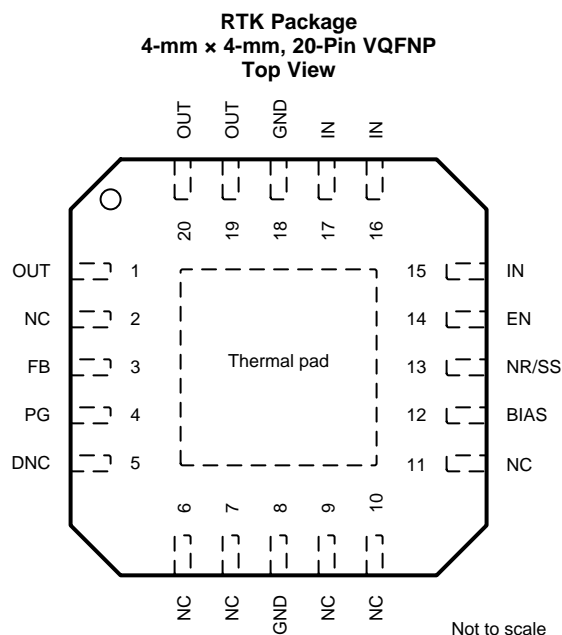 RTK Package
4-mm × 4-mm, 20-Pin VQFNP
Top View
OUT OUT GND IN IN
20 19 18 17 16
OUT 1 15 IN
NC 2 14 EN
FB 3 Thermal pad 13 NR/SS
PG 4 12 BIAS
DNC 5 11 NC
6 7 8 9 10
NC NC GND NC NC
Not to scale